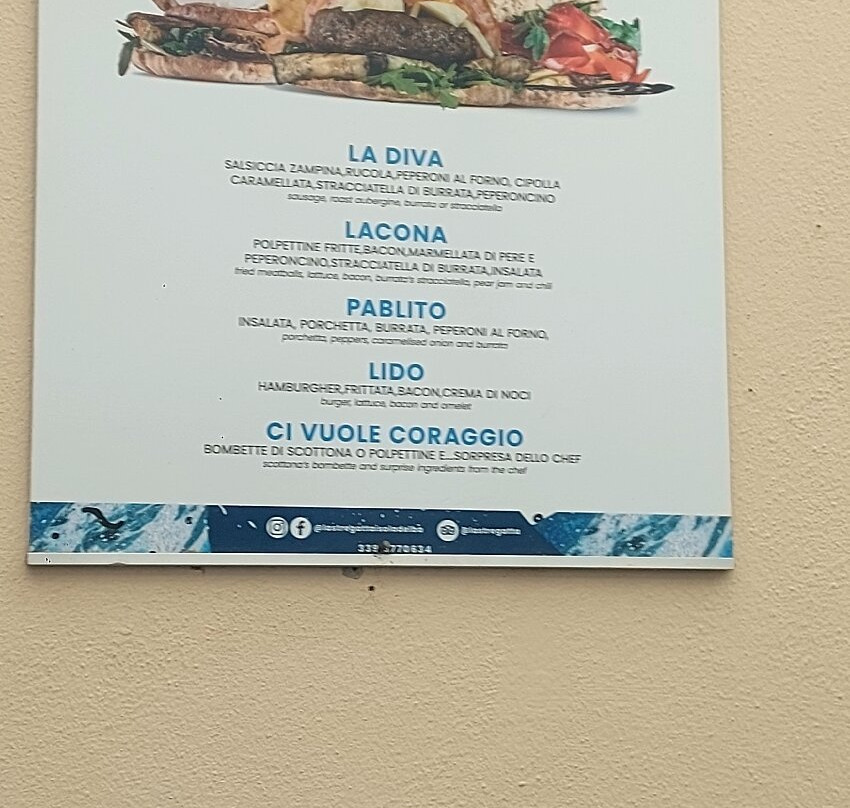 LA DIVA
SALSICCIA ZAMPINA,RUCOLA,PEPERONI AL FORNO, CIPOLLA
CARAMELLATA,STRACCIATELLA DI BURRATA,PEPERONCINO
sausage, roast aubergine, burrata or stracciatella
LACONA
POLPETTINE FRITTE,BACON,MARMELLATA DI PERE E
PEPERONCINO,STRACCIATELLA DI BURRATA,INSALATA
fried meatballs, lattuce, bacon, burrata's stracciatella, pear jam and chili
PABLITO
INSALATA, PORCHETTA, BURRATA, PEPERONI AL FORNO,
porchetta, peppers, caramelised onion and burrata
LIDO
HAMBURGHER,FRITTATA,BACON,CREMA DI NOCI
burger, lattuce, bacon and omelet
CI VUOLE CORAGGIO
BOMBETTE DI SCOTTONA O POLPETTINE E...SORPRESA DELLO CHEF
scottona's bombette and surprise ingredients from the chef
@lastregattaisoladelba @lastregatta